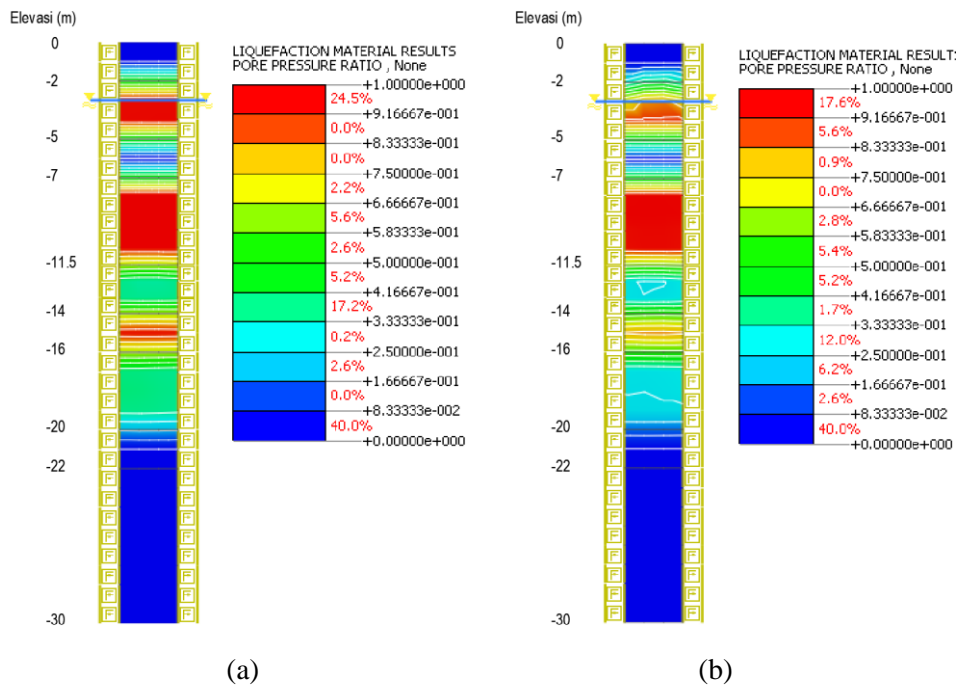 Elevasi (m)
0
-2
-5
-7
-11.5
-14
-16
-20
-22
-30
LIQUEFACTION MATERIAL RESULTS
PORE PRESSURE RATIO , None
+1.00000e+000
24.5%
+9.16667e-001
0.0%
+8.33333e-001
0.0%
+7.50000e-001
2.2%
+6.66667e-001
5.6%
+5.83333e-001
2.6%
+5.00000e-001
5.2%
+4.16667e-001
17.2%
+3.33333e-001
0.2%
+2.50000e-001
2.6%
+1.66667e-001
0.0%
+8.33333e-002
40.0%
+0.00000e+000
(a)
Elevasi (m)
0
-2
-5
-7
-11.5
-14
-16
-20
-22
-30
LIQUEFACTION MATERIAL RESULTS
PORE PRESSURE RATIO , None
+1.00000e+000
17.6%
+9.16667e-001
5.6%
+8.33333e-001
0.9%
+7.50000e-001
0.0%
+6.66667e-001
2.8%
+5.83333e-001
5.4%
+5.00000e-001
5.2%
+4.16667e-001
1.7%
+3.33333e-001
12.0%
+2.50000e-001
6.2%
+1.66667e-001
2.6%
+8.33333e-002
40.0%
+0.00000e+000
(b)